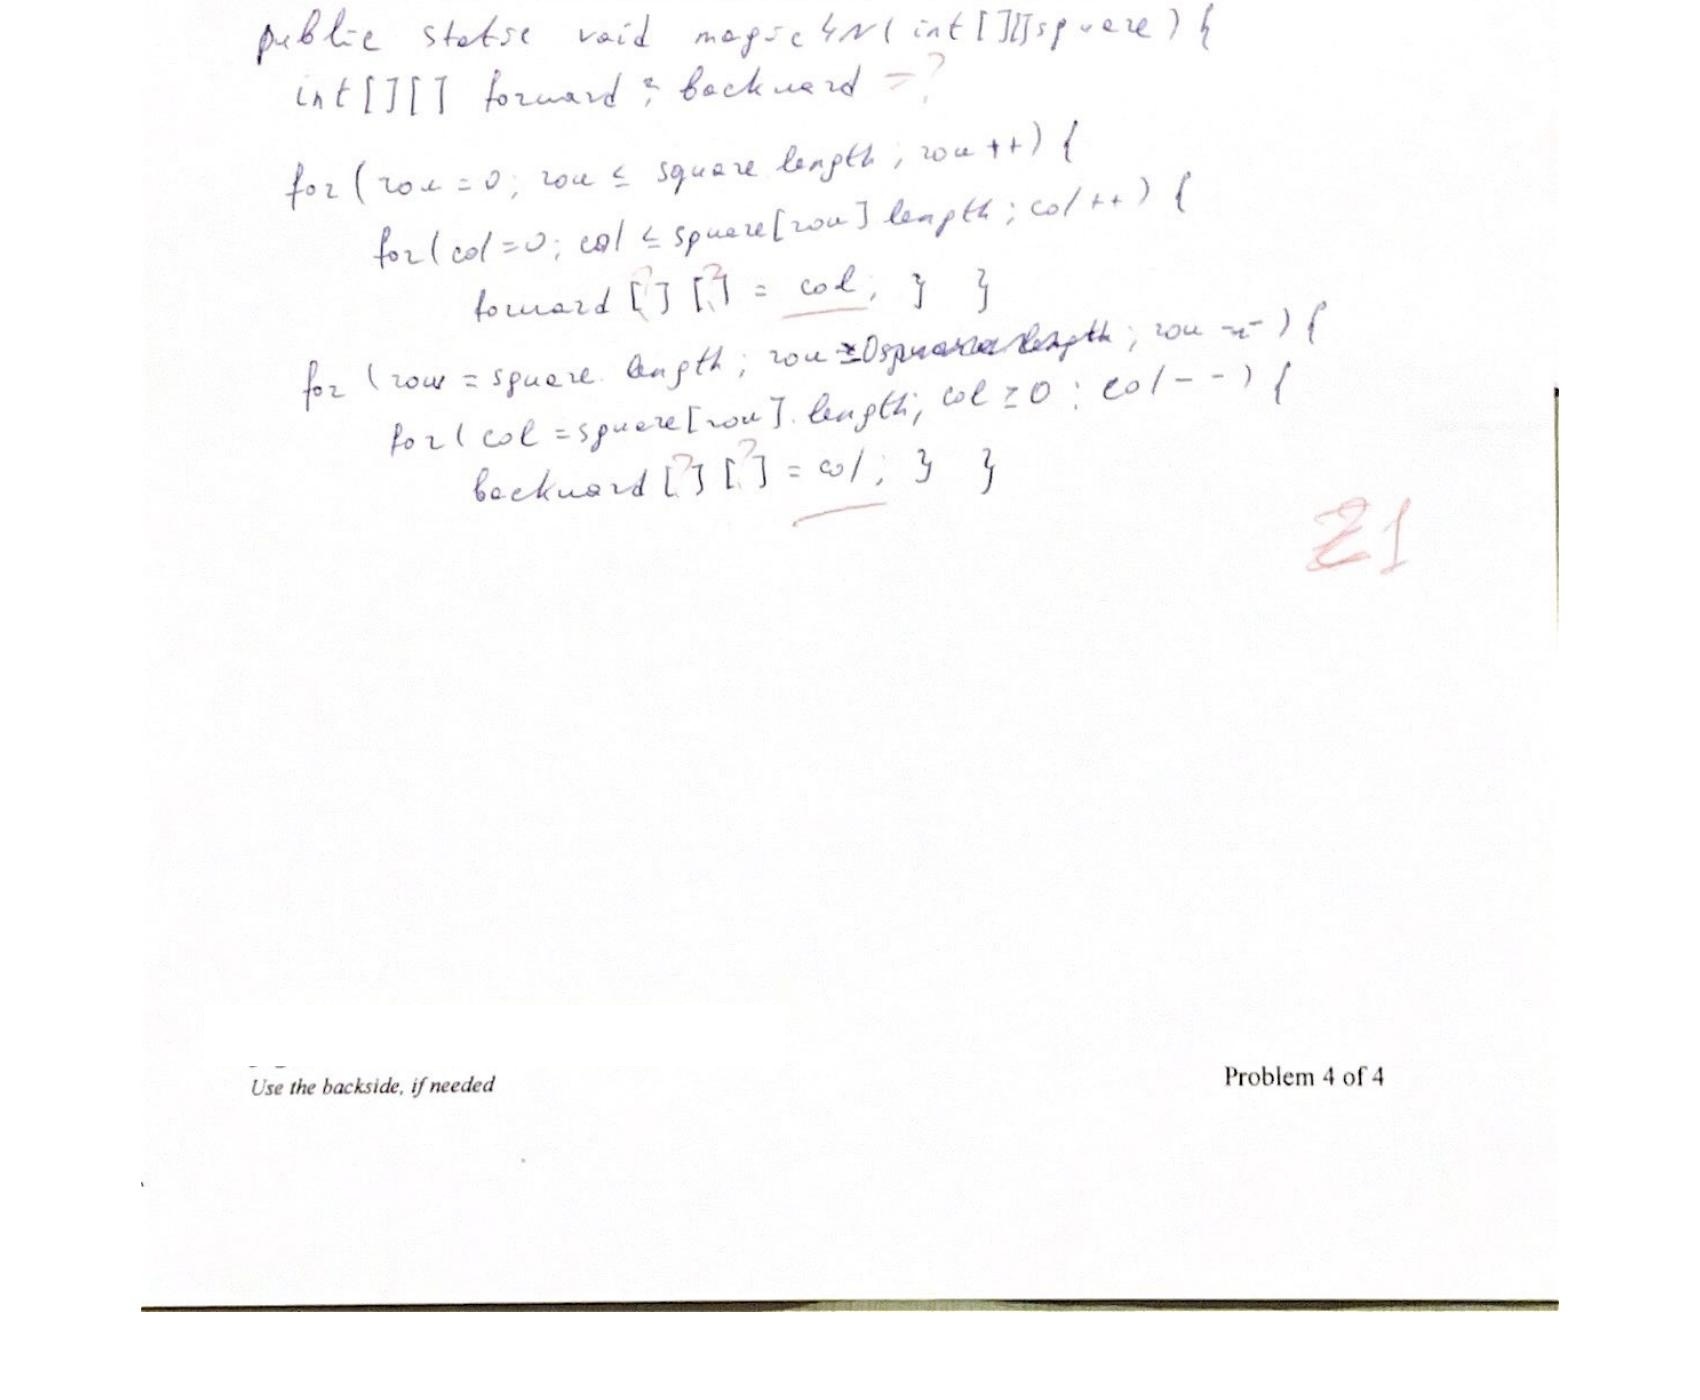 public static void magic4N(int[][]square){
int[][] forward; backward =?
for(row=0; row ≤ square length; row++){
for(col=0; col ≤ square[row] length; col++){
forward [?] [?] = col; } }
for (row = square. length; row ≥0 ; row --){
for( col =square[row]. length; col ≥0; col--){
backward [?] [?] = col; } }
21
Use the backside, if needed
Problem 4 of 4